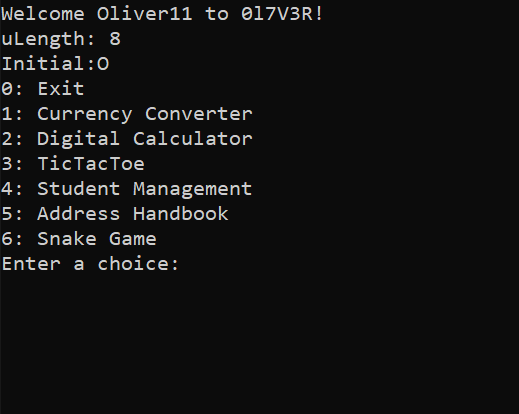 Welcome Oliver11 to 0l7V3R!
uLength: 8
Initial:O
0: Exit
1: Currency Converter
2: Digital Calculator
3: TicTacToe
4: Student Management
5: Address Handbook
6: Snake Game
Enter a choice: